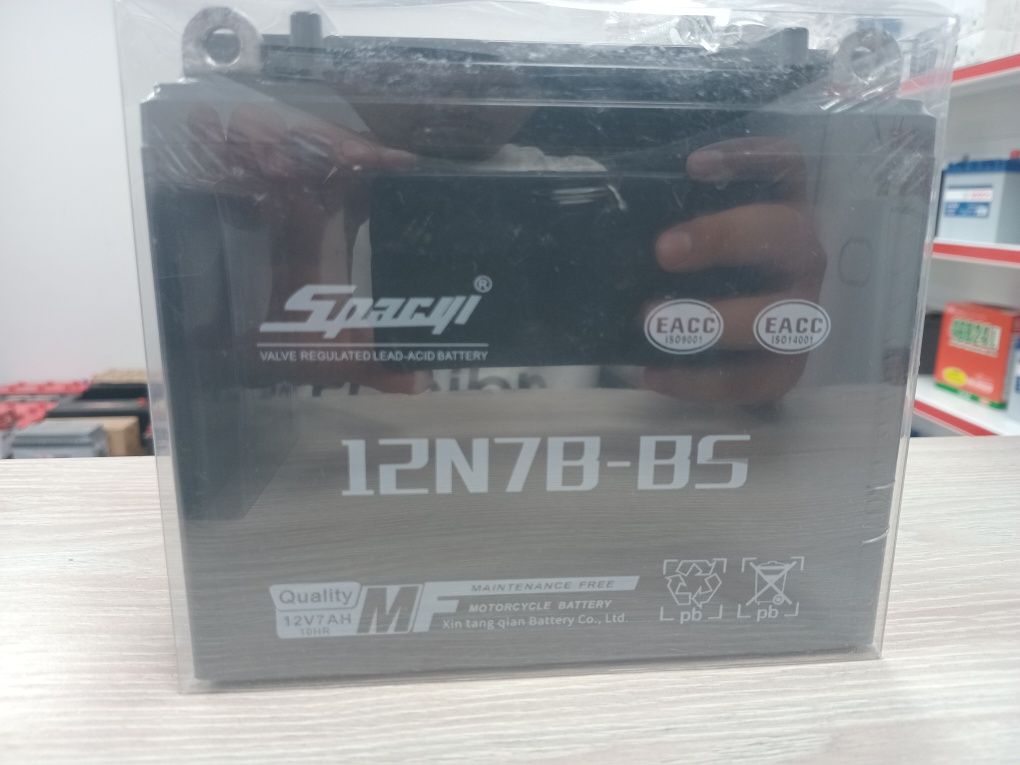 Spacyi®
VALVE REGULATED LEAD-ACID BATTERY
EACC
ISO9001
EACC
ISO14001
12N7B-BS
Quality
12V7AH
10HR
MF
MAINTENANCE FREE
MOTORCYCLE BATTERY
Xin tang qian Battery Co., Ltd.
pb
pb